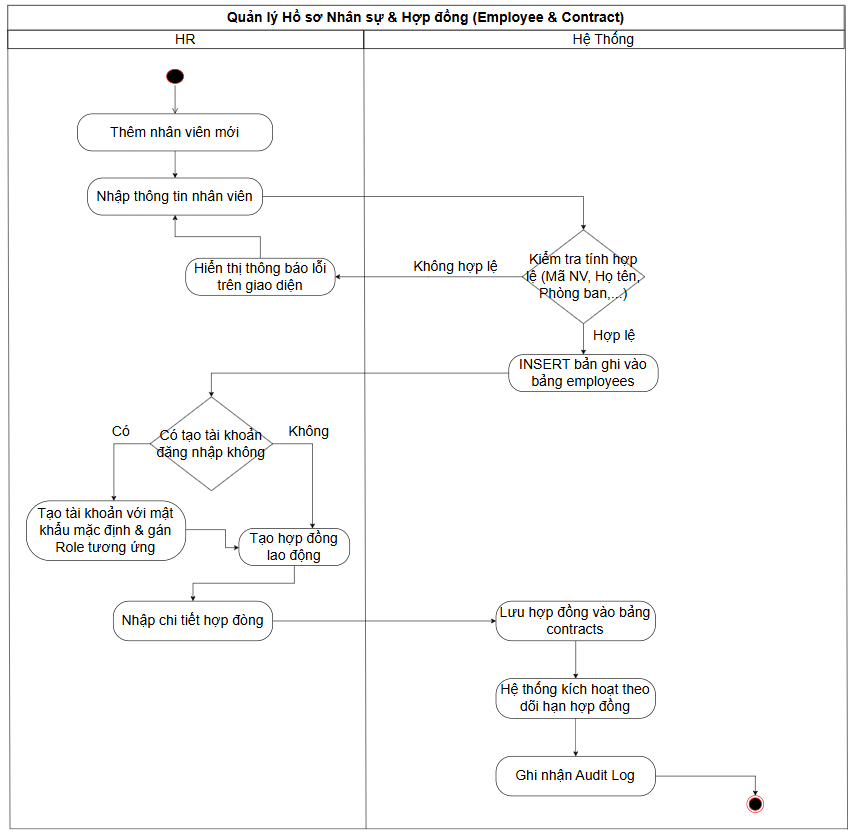 Quản lý Hồ sơ Nhân sự & Hợp đồng (Employee & Contract)
HR
Hệ Thống
Thêm nhân viên mới
Nhập thông tin nhân viên
Kiểm tra tính hợp
lệ (Mã NV, Họ tên,
Phòng ban,...)
Không hợp lệ
Hiển thị thông báo lỗi
trên giao diện
Hợp lệ
INSERT bản ghi vào
bảng employees
Có tạo tài khoản
đăng nhập không
Có
Không
Tạo tài khoản với mật
khẩu mặc định & gán
Role tương ứng
Tạo hợp đồng
lao động
Nhập chi tiết hợp đòng
Lưu hợp đồng vào bảng
contracts
Hệ thống kích hoạt theo
dõi hạn hợp đồng
Ghi nhận Audit Log